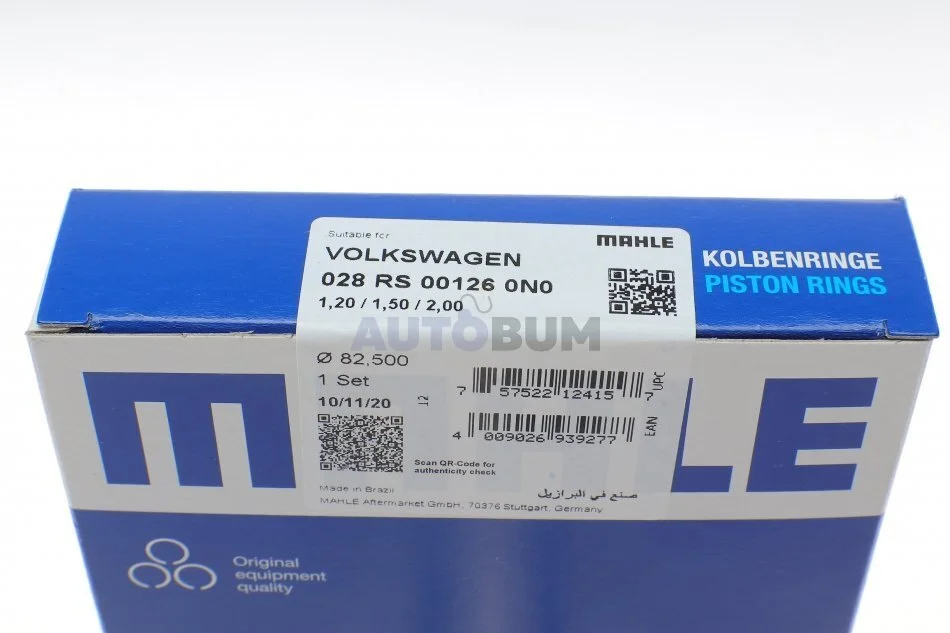 Suitable for
MAHLE
VOLKSWAGEN
028 RS 00126 0N0
1,20 / 1,50 / 2,00
KOLBENRINGE
PISTON RINGS
AUTOBUM
Ø 82,500
1 Set
10/11/20
12
7 57522 12415 7
UPC
4 009026 939277
EAN
Scan QR-Code for
authenticity check
Made in Brazil
صنع في البرازيل
MAHLE Aftermarket GmbH, 70376 Stuttgart, Germany
MAHLE
Original
equipment
quality